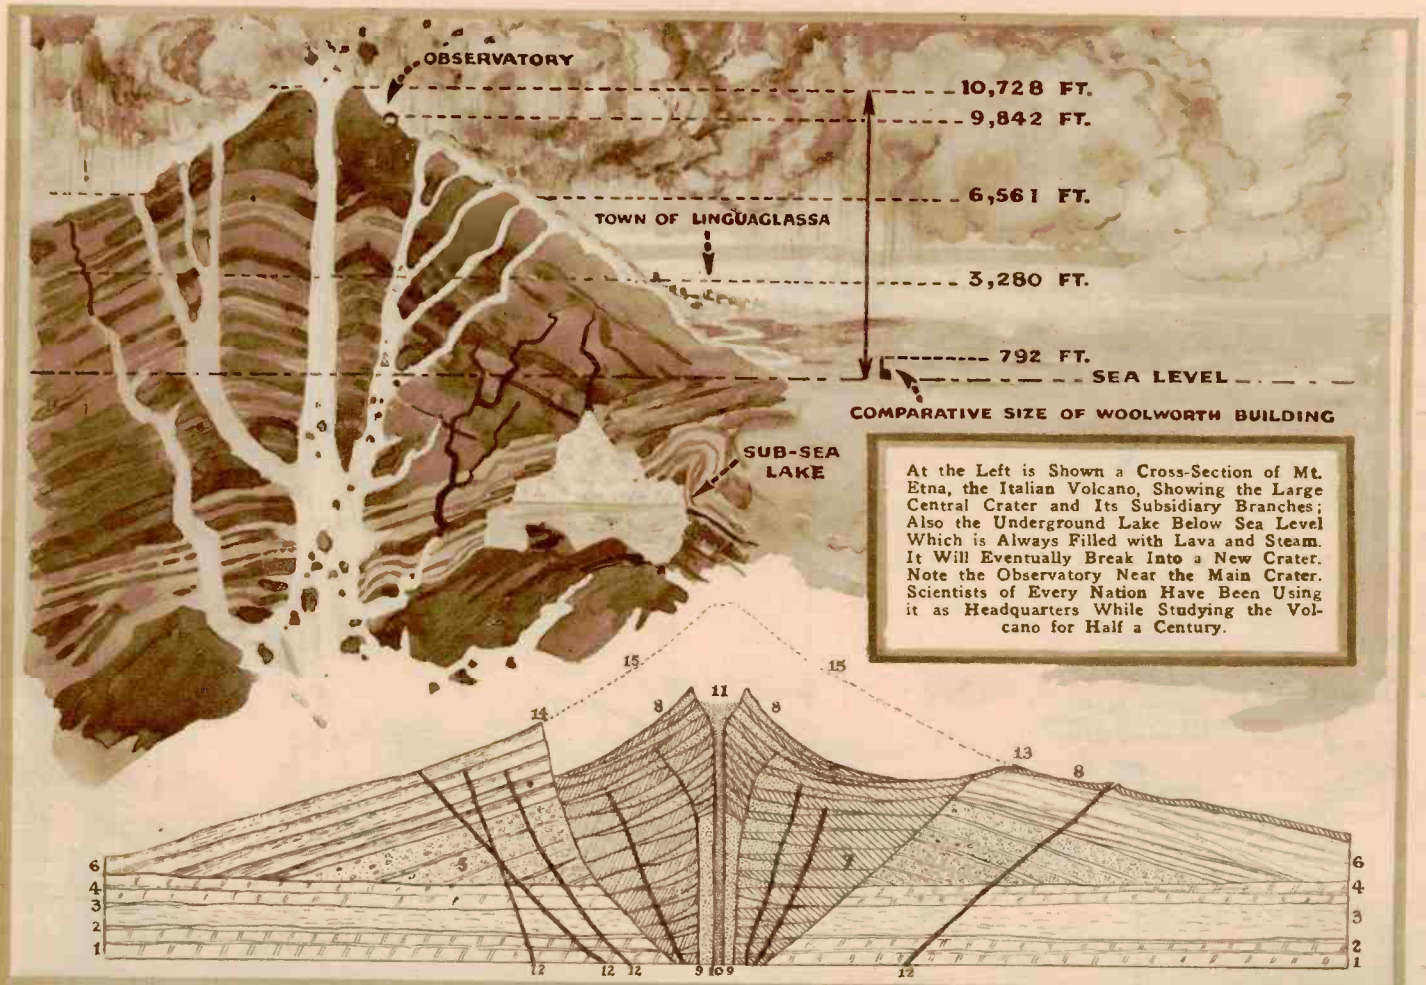 OBSERVATORY
10,728 FT.
9,842 FT.
6,561 FT.
TOWN OF LINGUAGLASSA
3,280 FT.
792 FT.
SEA LEVEL
COMPARATIVE SIZE OF WOOLWORTH BUILDING
SUB-SEA
LAKE
At the Left is Shown a Cross-Section of Mt.
Etna, the Italian Volcano, Showing the Large
Central Crater and Its Subsidiary Branches;
Also the Underground Lake Below Sea Level
Which is Always Filled with Lava and Steam.
It Will Eventually Break Into a New Crater.
Note the Observatory Near the Main Crater.
Scientists of Every Nation Have Been Using
it as Headquarters While Studying the Vol-
cano for Half a Century.
15 15
14 8 11 8 13 8
6 5 7 6
4 4
3 3
2 2
1 1
12 12 12 9 10 9 12